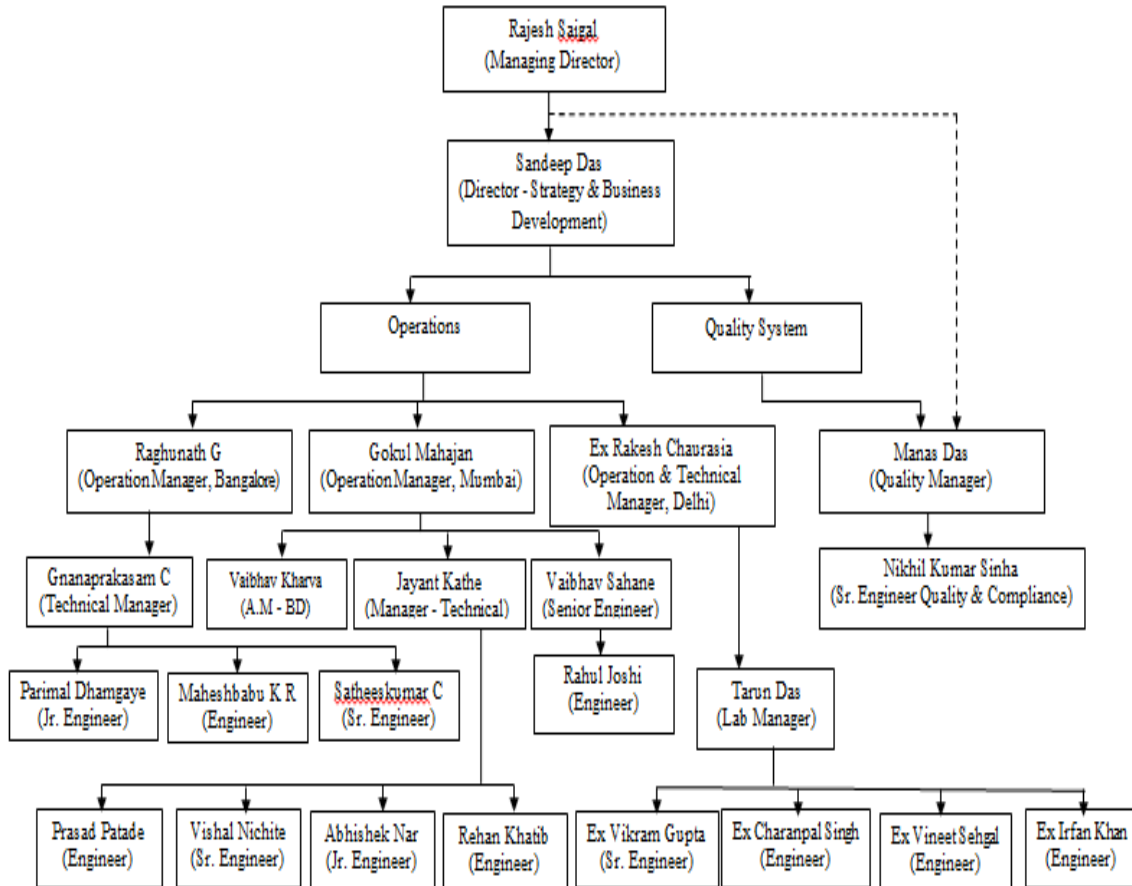 Rajesh Saigal
(Managing Director)
Sandeep Das
(Director - Strategy & Business
Development)
Operations
Quality System
Raghunath G
(Operation Manager, Bangalore)
Gokul Mahajan
(Operation Manager, Mumbai)
Ex Rakesh Chaurasia
(Operation & Technical
Manager, Delhi)
Manas Das
(Quality Manager)
Gnanaprakasam C
(Technical Manager)
Vaibhav Kharva
(A.M - BD)
Jayant Kathe
(Manager - Technical)
Vaibhav Sahane
(Senior Engineer)
Nikhil Kumar Sinha
(Sr. Engineer Quality & Compliance)
Parimal Dhamgaye
(Jr. Engineer)
Maheshbabu K R
(Engineer)
Satheeskumar C
(Sr. Engineer)
Rahul Joshi
(Engineer)
Tarun Das
(Lab Manager)
Prasad Patade
(Engineer)
Vishal Nichite
(Sr. Engineer)
Abhishek Nar
(Jr. Engineer)
Rehan Khatib
(Engineer)
Ex Vikram Gupta
(Sr. Engineer)
Ex Charanpal Singh
(Engineer)
Ex Vineet Sehgal
(Engineer)
Ex Irfan Khan
(Engineer)